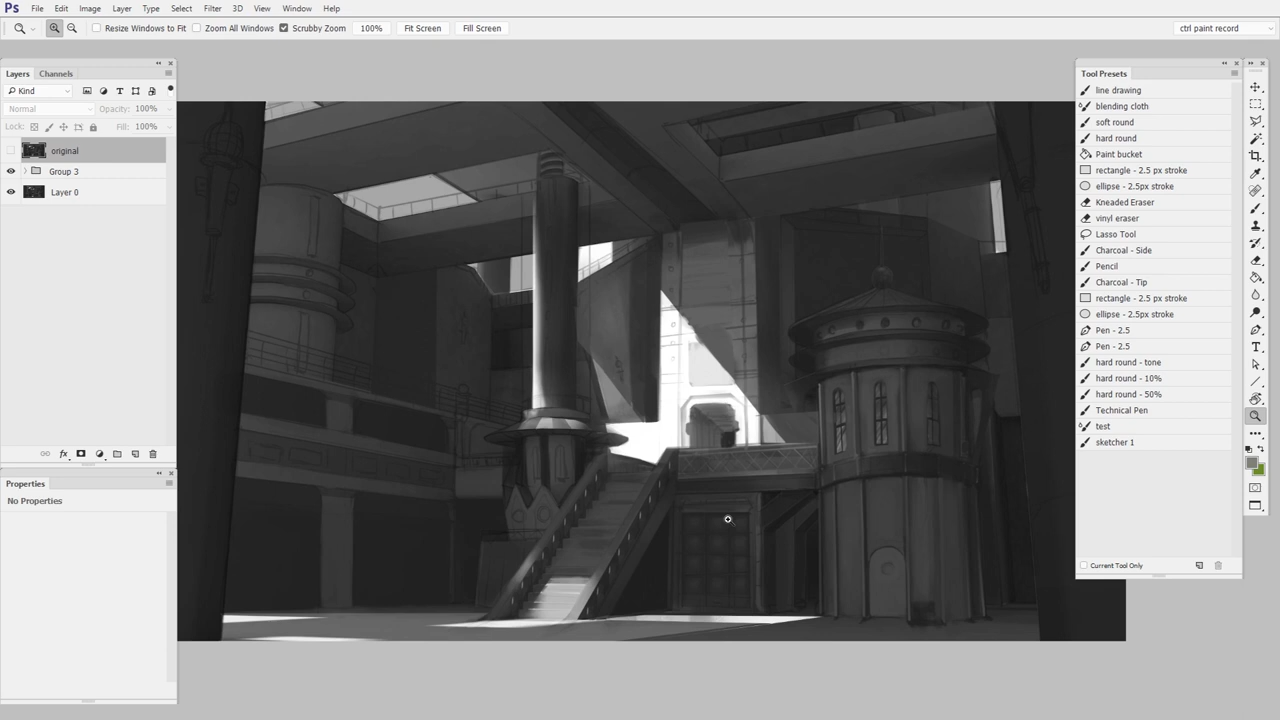 Ps File Edit Image Layer Type Select Filter 3D View Window Help
Resize Windows to Fit Zoom All Windows Scrubby Zoom 100% Fit Screen Fill Screen ctrl paint record
Layers Channels
Kind
Normal Opacity: 100%
Lock: Fill: 100%
original
Group 3
Layer 0
fx
Properties
No Properties
Tool Presets
line drawing
blending cloth
soft round
hard round
Paint bucket
rectangle - 2.5px stroke
ellipse - 2.5px stroke
Kneaded Eraser
vinyl eraser
Lasso Tool
Charcoal - Side
Pencil
Charcoal - Tip
rectangle - 2.5 px stroke
ellipse - 2.5px stroke
Pen - 2.5
Pen - 2.5
hard round - tone
hard round - 10%
hard round - 50%
Technical Pen
test
sketcher 1
Current Tool Only